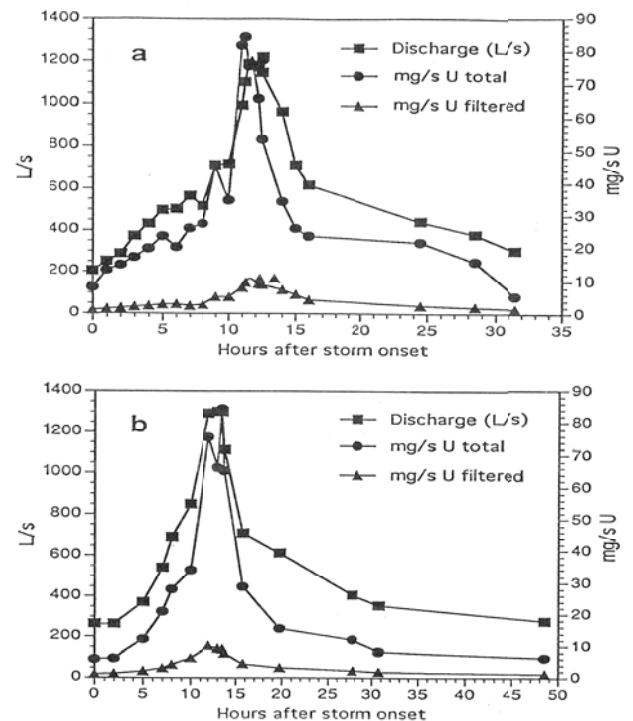 a
Discharge (L/s)
mg/s U total
mg/s U filtered
1400
1200
1000
800
600
400
200
0
L/s
90
80
70
60
50
40
30
20
10
0
mg/s U
0 5 10 15 20 25 30 35
Hours after storm onset
b
Discharge (L/s)
mg/s U total
mg/s U filtered
1400
1200
1000
800
600
400
200
0
L/s
90
80
70
60
50
40
30
20
10
0
mg/s U
0 5 10 15 20 25 30 35 40 45 50
Hours after storm onset